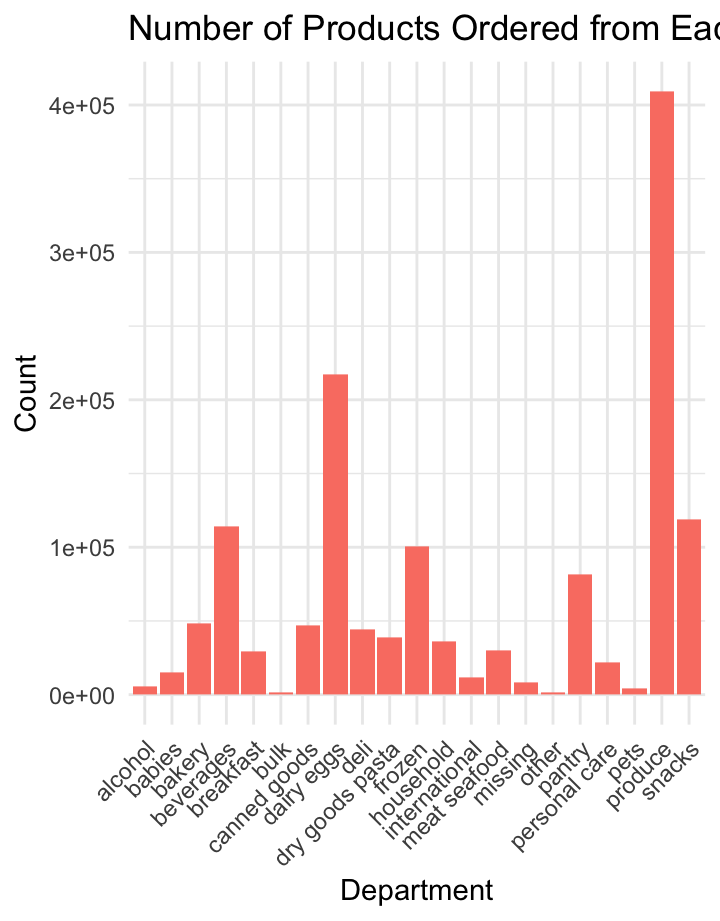 Number of Products Ordered from Eac
4e+05
3e+05
2e+05
1e+05
0e+00
Count
alcohol
babies
bakery
beverages
breakfast
bulk
canned goods
dairy eggs
deli
dry goods pasta
frozen
household
international
meat seafood
missing
other
pantry
personal care
pets
produce
snacks
Department